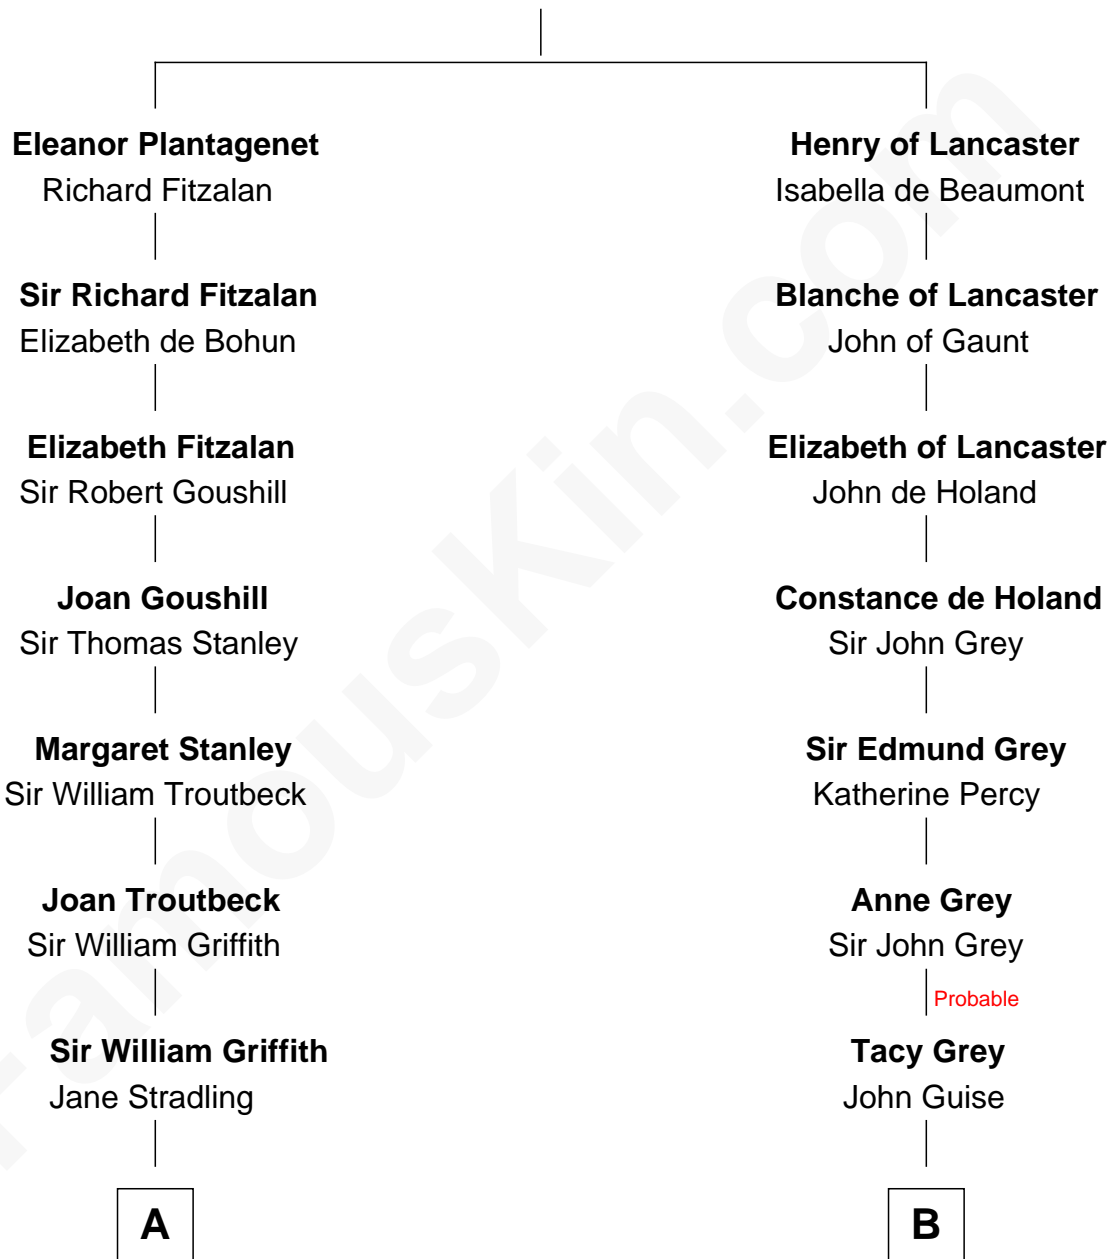 Eleanor Plantagenet
Richard Fitzalan
Sir Richard Fitzalan
Elizabeth de Bohun
Elizabeth Fitzalan
Sir Robert Goushill
Joan Goushill
Sir Thomas Stanley
Margaret Stanley
Sir William Troutbeck
Joan Troutbeck
Sir William Griffith
Sir William Griffith
Jane Stradling
A
Henry of Lancaster
Isabella de Beaumont
Blanche of Lancaster
John of Gaunt
Elizabeth of Lancaster
John de Holand
Constance de Holand
Sir John Grey
Sir Edmund Grey
Katherine Percy
Anne Grey
Sir John Grey
Probable
Tacy Grey
John Guise
B
FamousKin.com